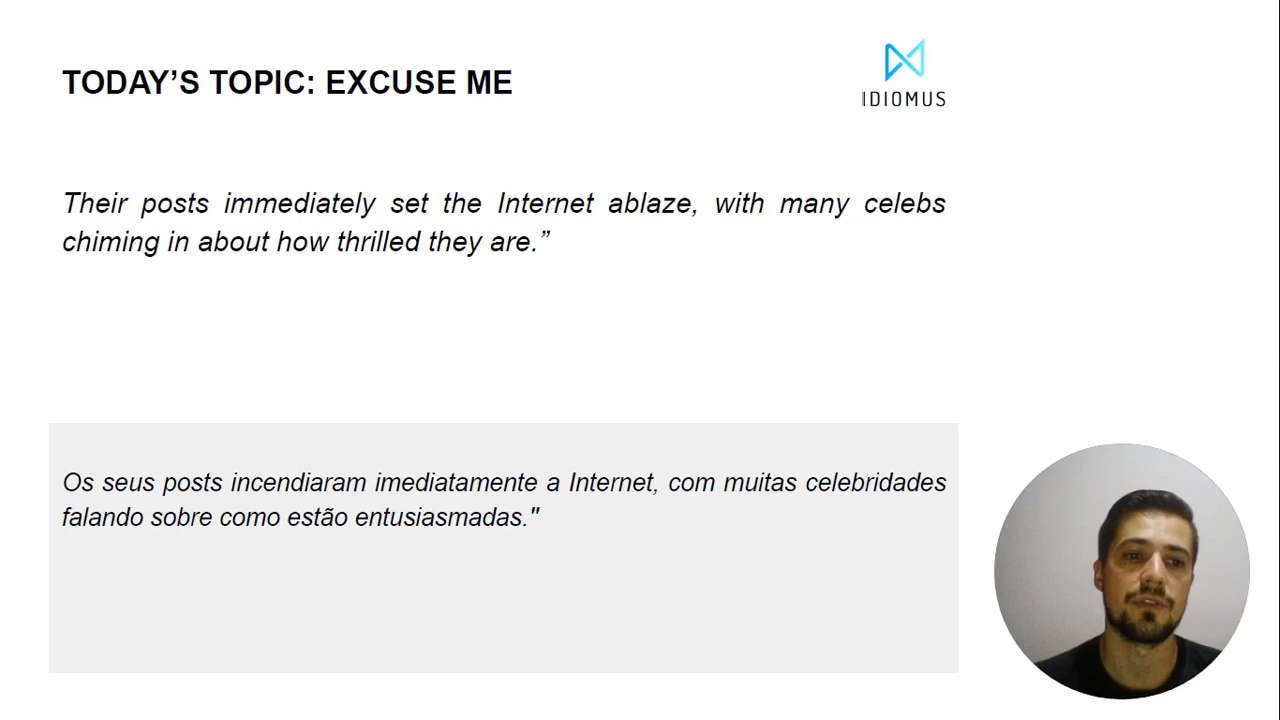 TODAY’S TOPIC: EXCUSE ME
IDIOMUS
Their posts immediately set the Internet ablaze, with many celebs
chiming in about how thrilled they are.”
Os seus posts incendiaram imediatamente a Internet, com muitas celebridades
falando sobre como estão entusiasmadas."